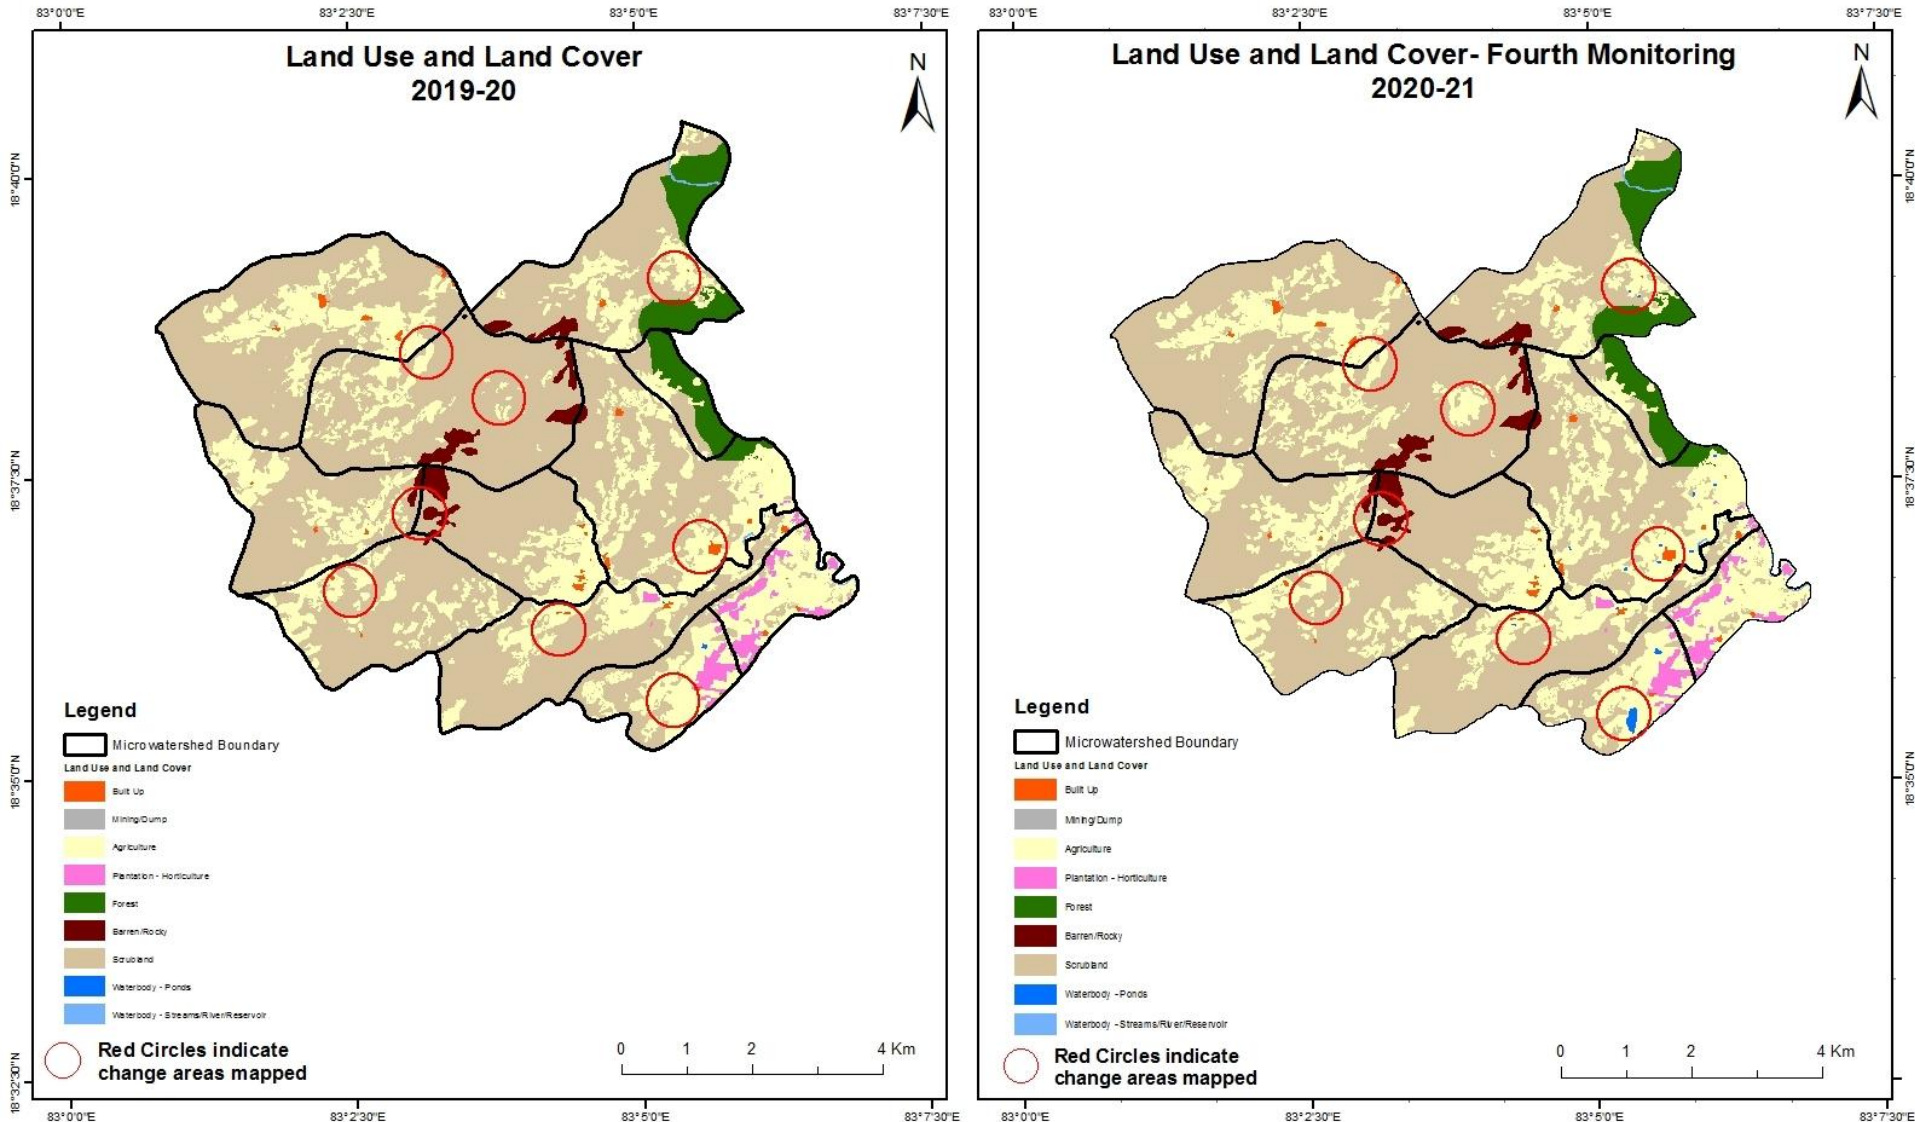 83°0'0"E
83°2'30"E
83°5'0"E
83°7'30"E
Land Use and Land Cover
2019-20
N
18°40'0"N
18°37'30"N
18°35'0"N
18°32'30"N
Legend
Microwatershed Boundary
Land Use and Land Cover
Built Up
Mining/Dump
Agriculture
Plantation - Horticulture
Forest
Barren/Rocky
Scrubland
Waterbody - Ponds
Waterbody - Streams/River/Reservoir
Red Circles indicate
change areas mapped
0 1 2 4 Km
83°0'0"E
83°2'30"E
83°5'0"E
83°7'30"E
83°0'0"E
83°2'30"E
83°5'0"E
83°7'30"E
Land Use and Land Cover- Fourth Monitoring
2020-21
N
18°40'0"N
18°37'30"N
18°35'0"N
Legend
Microwatershed Boundary
Land Use and Land Cover
Built Up
Mining/Dump
Agriculture
Plantation - Horticulture
Forest
Barren/Rocky
Scrubland
Waterbody - Ponds
Waterbody - Streams/River/Reservoir
Red Circles indicate
change areas mapped
0 1 2 4 Km
83°0'0"E
83°2'30"E
83°5'0"E
83°7'30"E